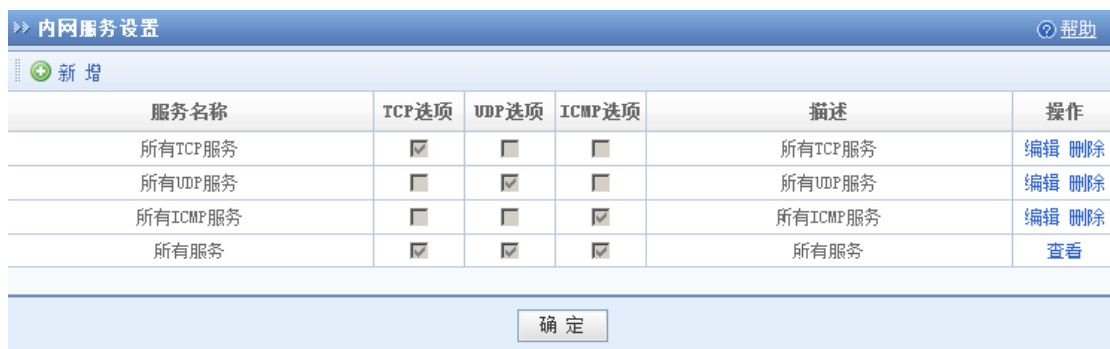 内网服务设置 帮助
新 增
服务名称 TCP选项 UDP选项 ICMP选项 描述 操作
所有TCP服务 所有TCP服务 编辑 删除
所有UDP服务 所有UDP服务 编辑 删除
所有ICMP服务 所有ICMP服务 编辑 删除
所有服务 所有服务 查看
确 定